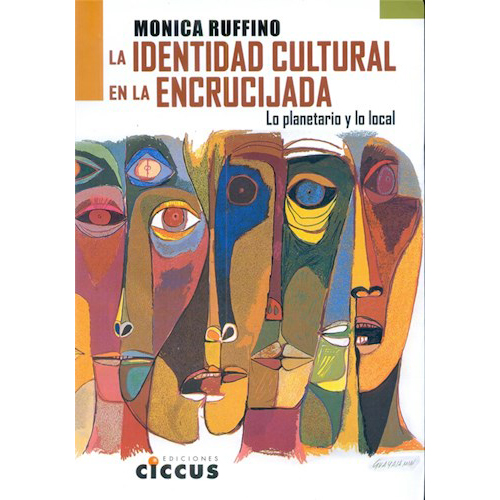 MONICA RUFFINO
LA IDENTIDAD CULTURAL
EN LA ENCRUCIJADA
Lo planetario y lo local
EDICIONES
CICCUS